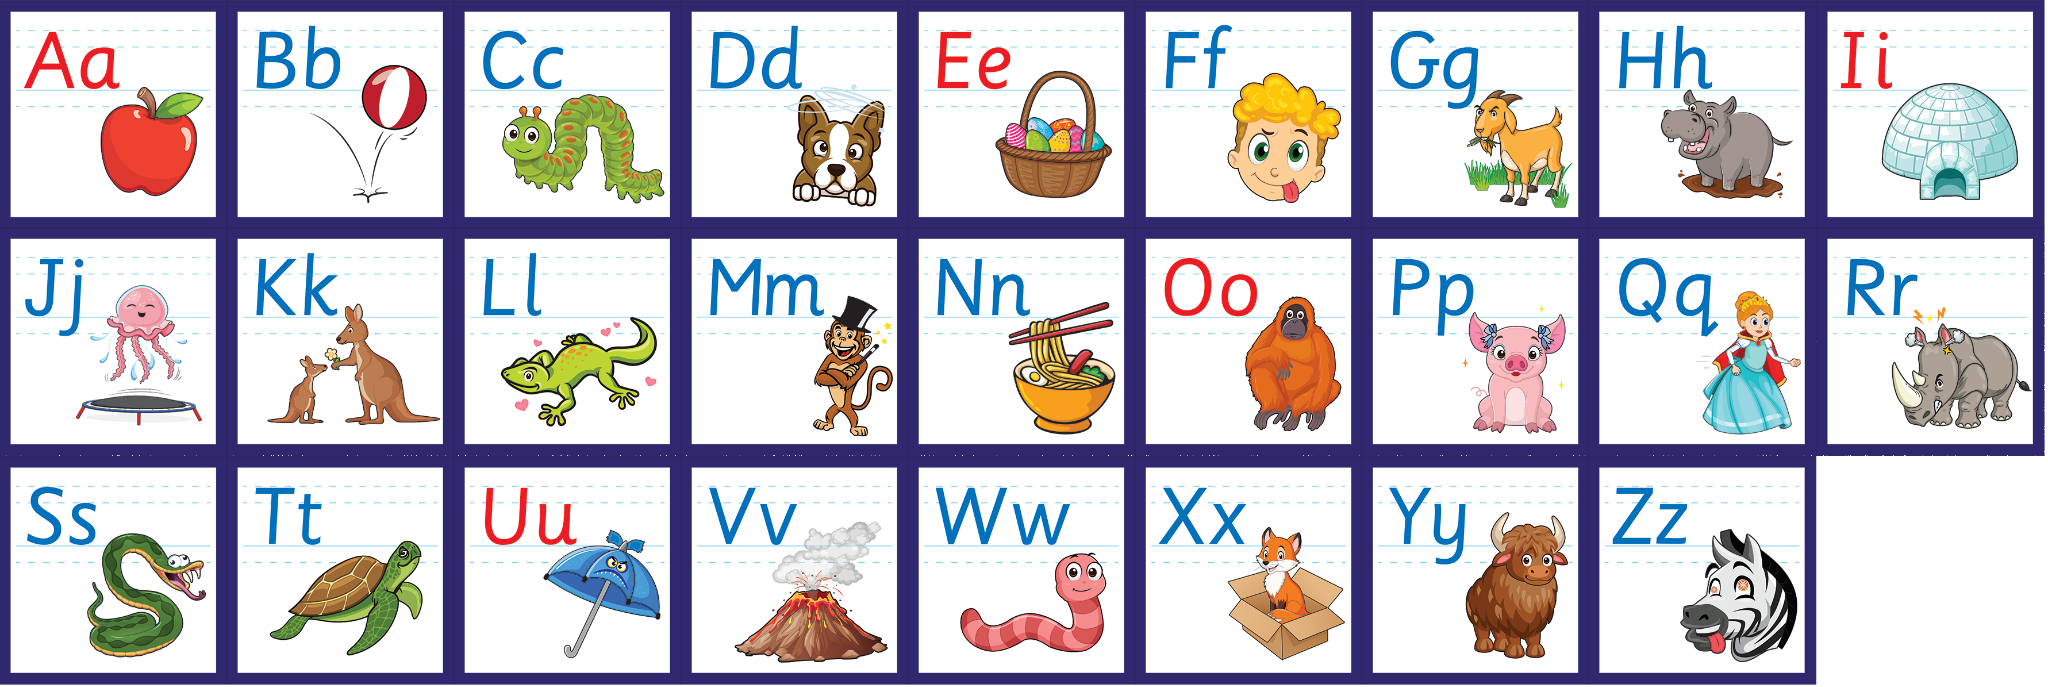 Aa Bb Cc Dd Ee Ff Gg Hh Ii
Jj Kk Ll Mm Nn Oo Pp Qq Rr
Ss Tt Uu Vv Ww Xx Yy Zz